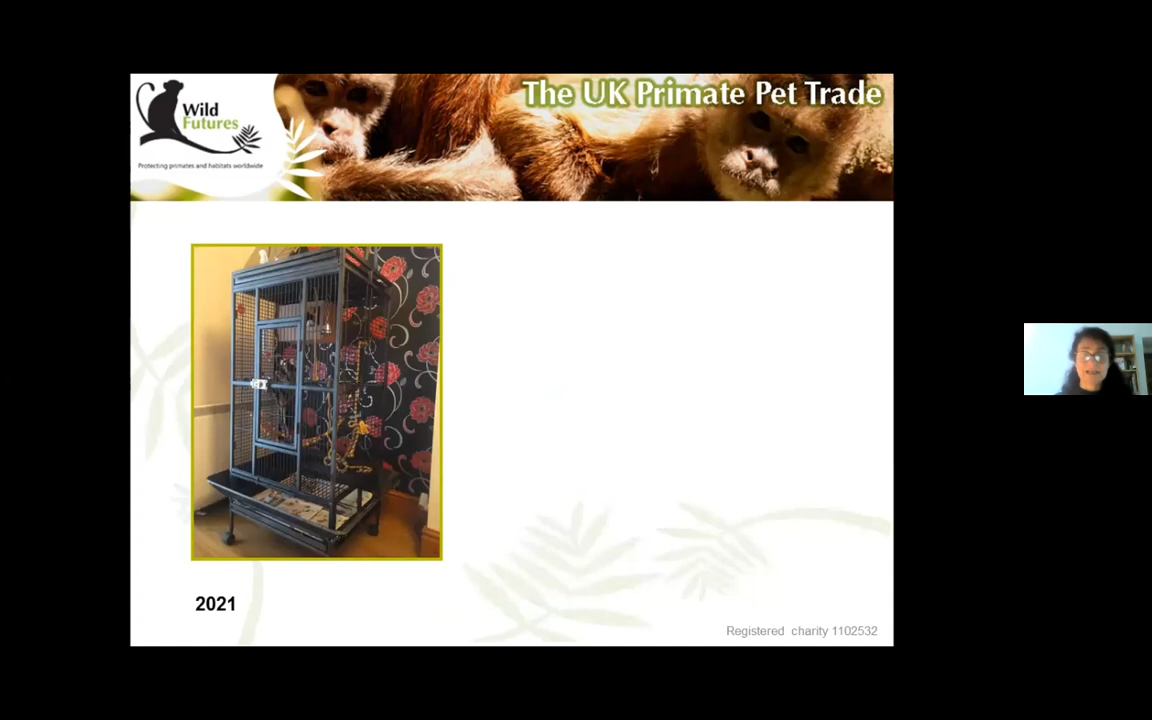 The UK Primate Pet Trade
Wild
Futures
Protecting primates and habitats worldwide
2021
Registered charity 1102532